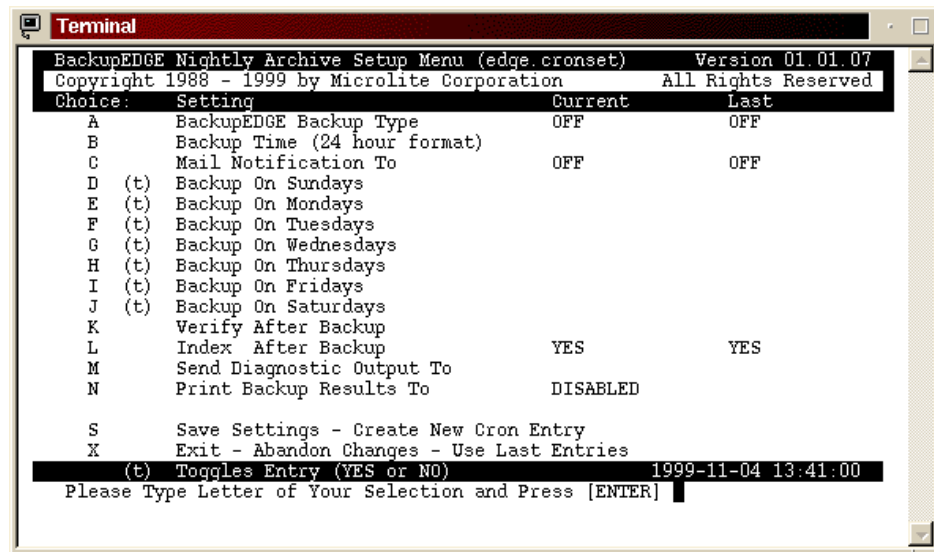 Terminal
BackupEDGE Nightly Archive Setup Menu (edge.cronset) Version 01.01.07
Copyright 1988 - 1999 by Microlite Corporation All Rights Reserved
Choice: Setting Current Last
A BackupEDGE Backup Type OFF OFF
B Backup Time (24 hour format)
C Mail Notification To OFF OFF
D (t) Backup On Sundays
E (t) Backup On Mondays
F (t) Backup On Tuesdays
G (t) Backup On Wednesdays
H (t) Backup On Thursdays
I (t) Backup On Fridays
J (t) Backup On Saturdays
K Verify After Backup
L Index After Backup YES YES
M Send Diagnostic Output To
N Print Backup Results To DISABLED
S Save Settings - Create New Cron Entry
X Exit - Abandon Changes - Use Last Entries
(t) Toggles Entry (YES or NO) 1999-11-04 13:41:00
Please Type Letter of Your Selection and Press [ENTER]